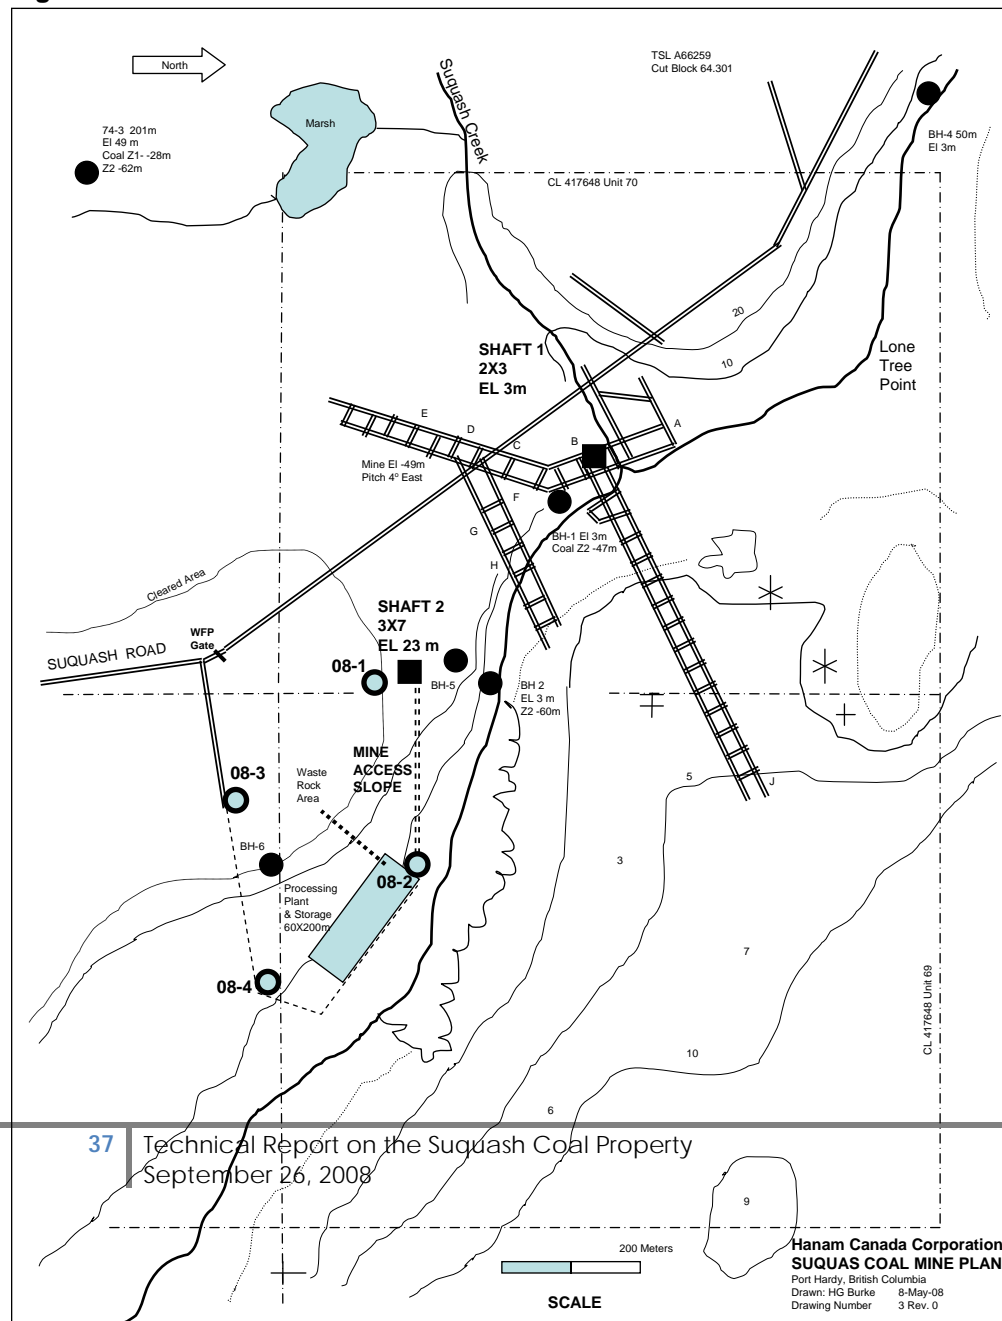 North
TSL A66259
Cut Block 64.301
Suquash Creek
Marsh
74-3 201m
El 49 m
Coal Z1- -28m
Z2 -62m
BH-4 50m
El 3m
CL 417648 Unit 70
20
10
Lone
Tree
Point
SHAFT 1
2X3
EL 3m
E
D
C
B
A
Mine El -49m
Pitch 4º East
F
G
H
BH-1 El 3m
Coal Z2 -47m
Cleared Area
WFP
Gate
SUQUASH ROAD
SHAFT 2
3X7
EL 23 m
08-1
BH-5
BH 2
EL 3 m
Z2 -60m
MINE
ACCESS
SLOPE
Waste
Rock
Area
08-3
BH-6
08-2
Processing
Plant
& Storage
60X200m
08-4
5
J
3
7
10
6
9
CL 417648 Unit 69
37
Technical Report on the Suquash Coal Property
September 26, 2008
200 Meters
SCALE
Hanam Canada Corporation
SUQUAS COAL MINE PLAN
Port Hardy, British Columbia
Drawn: HG Burke 8-May-08
Drawing Number 3 Rev. 0